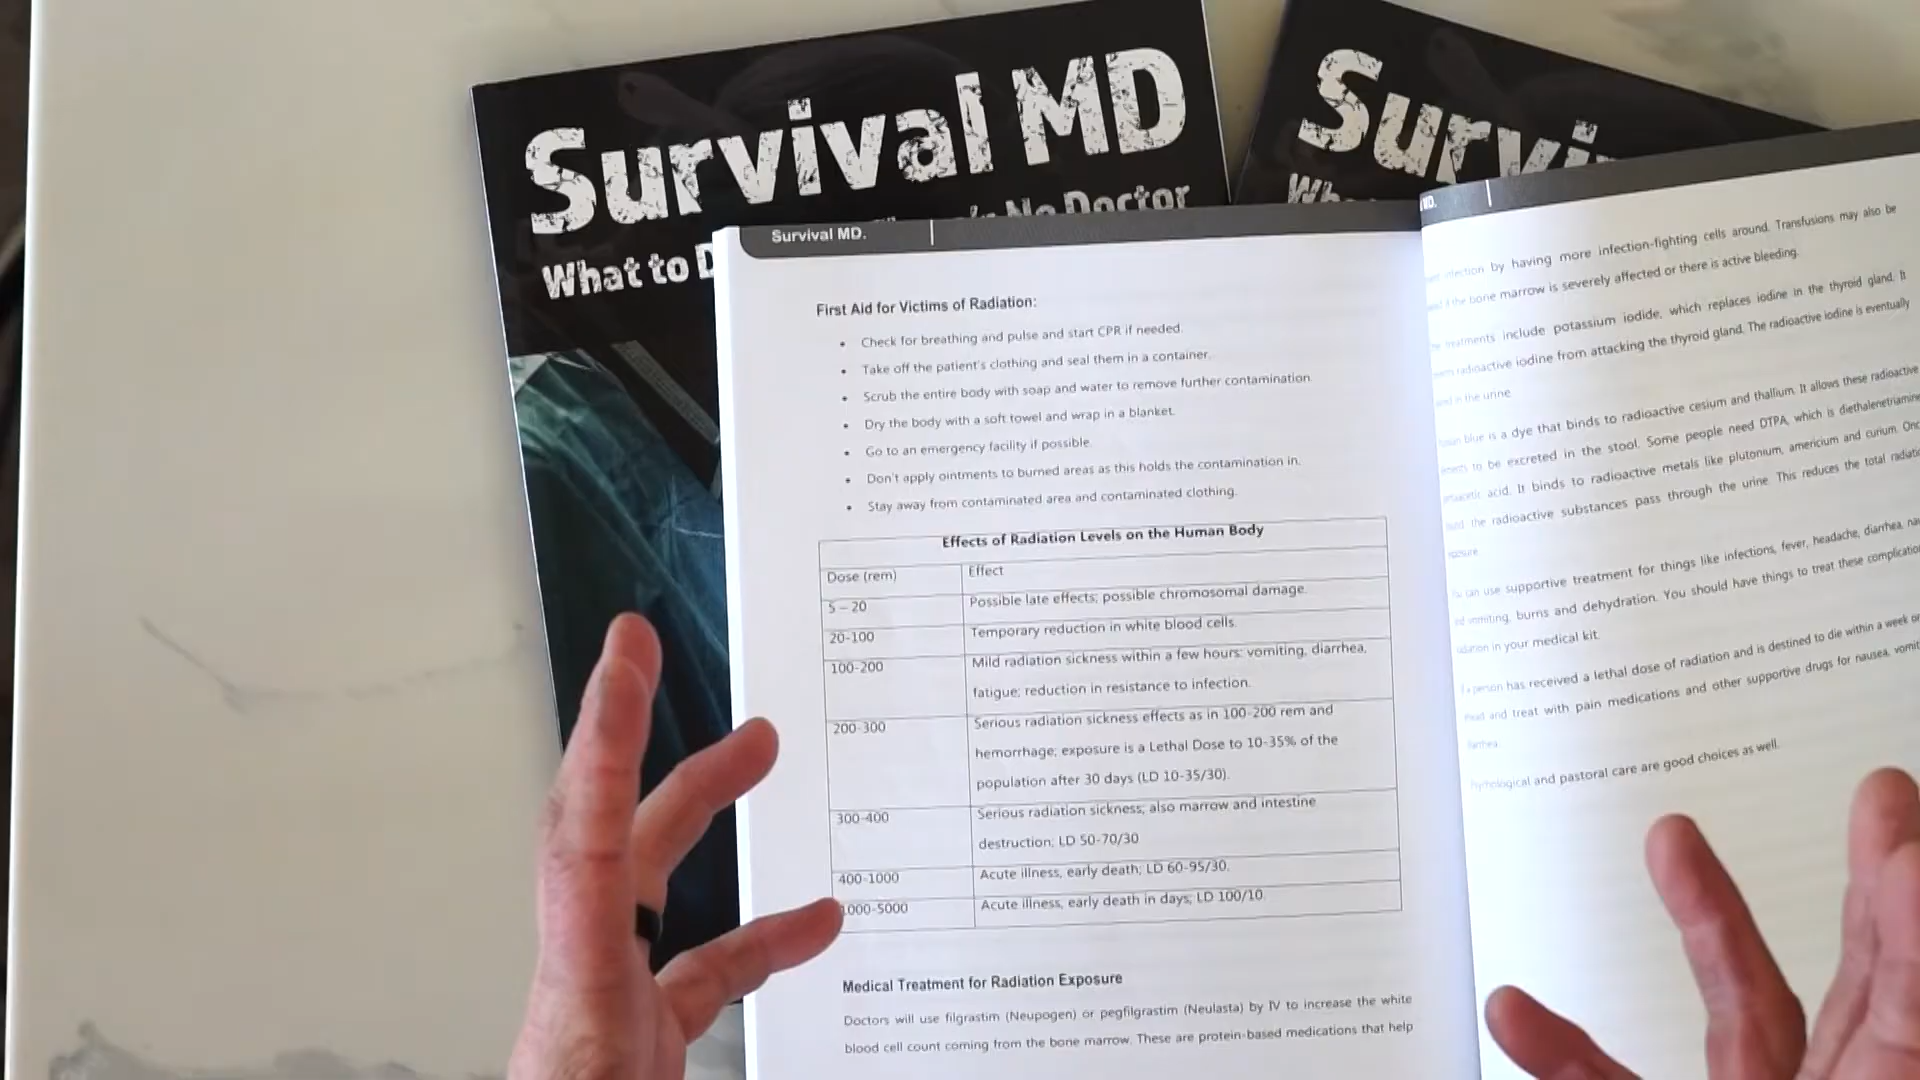 Survival MD
No Doctor
What to D
Survi
Survival MD.
First Aid for Victims of Radiation:
• Check for breathing and pulse and start CPR if needed.
• Take off the patient's clothing and seal them in a container.
• Scrub the entire body with soap and water to remove further contamination.
• Dry the body with a soft towel and wrap in a blanket.
• Go to an emergency facility if possible.
• Don't apply ointments to burned areas as this holds the contamination in.
• Stay away from contaminated area and contaminated clothing.
Effects of Radiation Levels on the Human Body
Dose (rem) Effect
5 – 20 Possible late effects; possible chromosomal damage.
20-100 Temporary reduction in white blood cells.
100-200 Mild radiation sickness within a few hours: vomiting, diarrhea,
fatigue; reduction in resistance to infection.
200-300 Serious radiation sickness effects as in 100-200 rem and
hemorrhage; exposure is a Lethal Dose to 10-35% of the
population after 30 days (LD 10-35/30).
300-400 Serious radiation sickness; also marrow and intestine
destruction; LD 50-70/30
400-1000 Acute illness, early death; LD 60-95/30.
1000-5000 Acute illness, early death in days; LD 100/10.
Medical Treatment for Radiation Exposure
Doctors will use filgrastim (Neupogen) or pegfilgrastim (Neulasta) by IV to increase the white
blood cell count coming from the bone marrow. These are protein-based medications that help
MD.
infection by having more infection-fighting cells around. Transfusions may also be
if the bone marrow is severely affected or there is active bleeding.
treatments include potassium iodide, which replaces iodine in the thyroid gland. It
radioactive iodine from attacking the thyroid gland. The radioactive iodine is eventually
in the urine.
blue is a dye that binds to radioactive cesium and thallium. It allows these radioactive
to be excreted in the stool. Some people need DTPA, which is diethalenetriamine
acid. It binds to radioactive metals like plutonium, americium and curium.
the radioactive substances pass through the urine. This reduces the total
can use supportive treatment for things like infections, fever, headache, diarrhea,
vomiting, burns and dehydration. You should have things to treat these
in your medical kit.
person has received a lethal dose of radiation and is destined to die within a week or
and treat with pain medications and other supportive drugs for nausea,
and pastoral care are good choices as well.